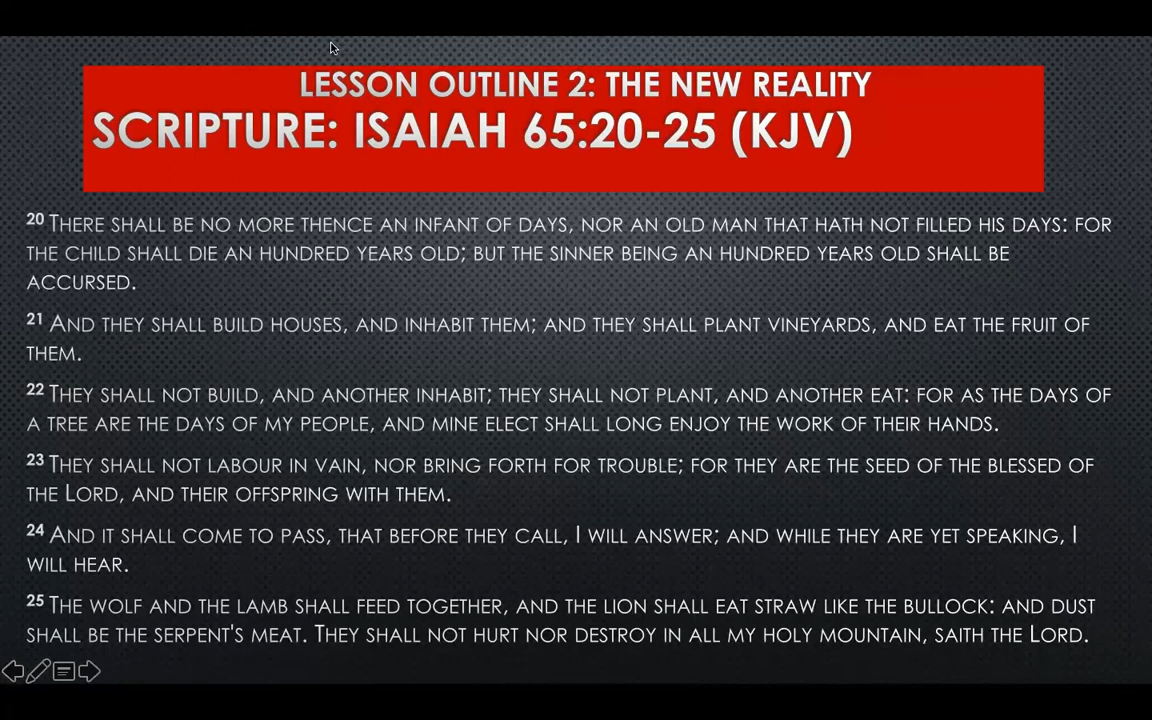 LESSON OUTLINE 2: THE NEW REALITY
SCRIPTURE: ISAIAH 65:20-25 (KJV)
20 THERE SHALL BE NO MORE THENCE AN INFANT OF DAYS, NOR AN OLD MAN THAT HATH NOT FILLED HIS DAYS: FOR
THE CHILD SHALL DIE AN HUNDRED YEARS OLD; BUT THE SINNER BEING AN HUNDRED YEARS OLD SHALL BE
ACCURSED.
21 AND THEY SHALL BUILD HOUSES, AND INHABIT THEM; AND THEY SHALL PLANT VINEYARDS, AND EAT THE FRUIT OF
THEM.
22 THEY SHALL NOT BUILD, AND ANOTHER INHABIT; THEY SHALL NOT PLANT, AND ANOTHER EAT: FOR AS THE DAYS OF
A TREE ARE THE DAYS OF MY PEOPLE, AND MINE ELECT SHALL LONG ENJOY THE WORK OF THEIR HANDS.
23 THEY SHALL NOT LABOUR IN VAIN, NOR BRING FORTH FOR TROUBLE; FOR THEY ARE THE SEED OF THE BLESSED OF
THE LORD, AND THEIR OFFSPRING WITH THEM.
24 AND IT SHALL COME TO PASS, THAT BEFORE THEY CALL, I WILL ANSWER; AND WHILE THEY ARE YET SPEAKING, I
WILL HEAR.
25 THE WOLF AND THE LAMB SHALL FEED TOGETHER, AND THE LION SHALL EAT STRAW LIKE THE BULLOCK: AND DUST
SHALL BE THE SERPENT'S MEAT. THEY SHALL NOT HURT NOR DESTROY IN ALL MY HOLY MOUNTAIN, SAITH THE LORD.